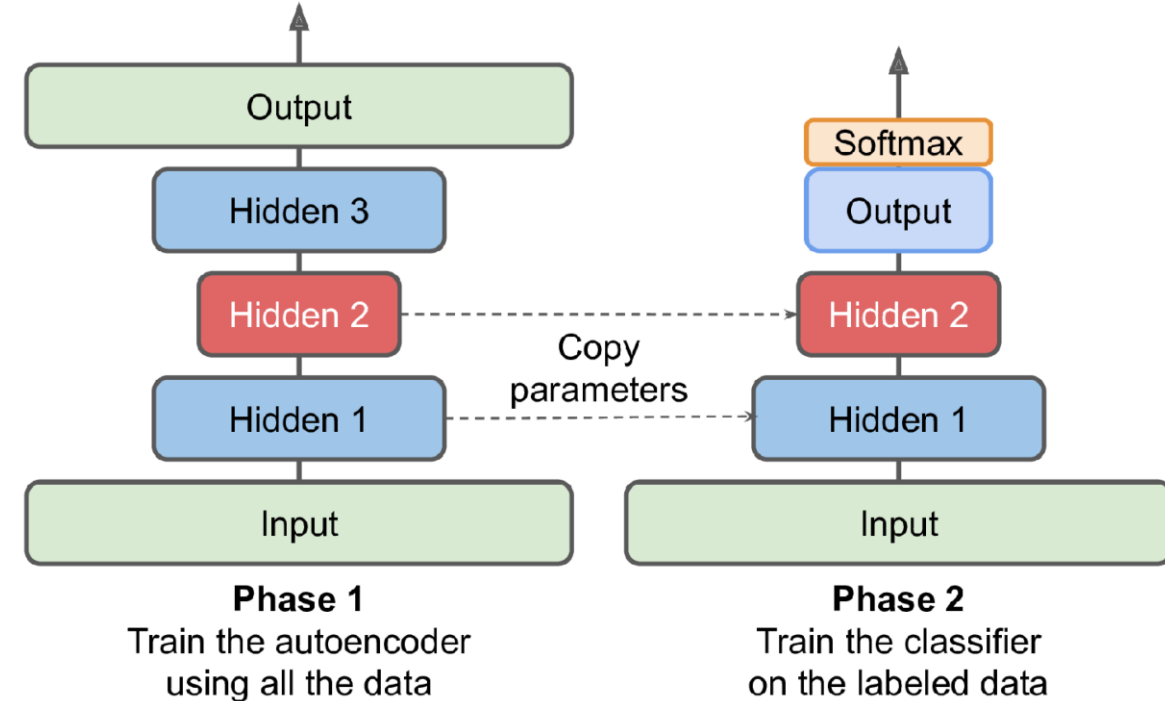 Output
Hidden 3
Hidden 2
Hidden 1
Input
Phase 1
Train the autoencoder
using all the data
Copy
parameters
Softmax
Output
Hidden 2
Hidden 1
Input
Phase 2
Train the classifier
on the labeled data